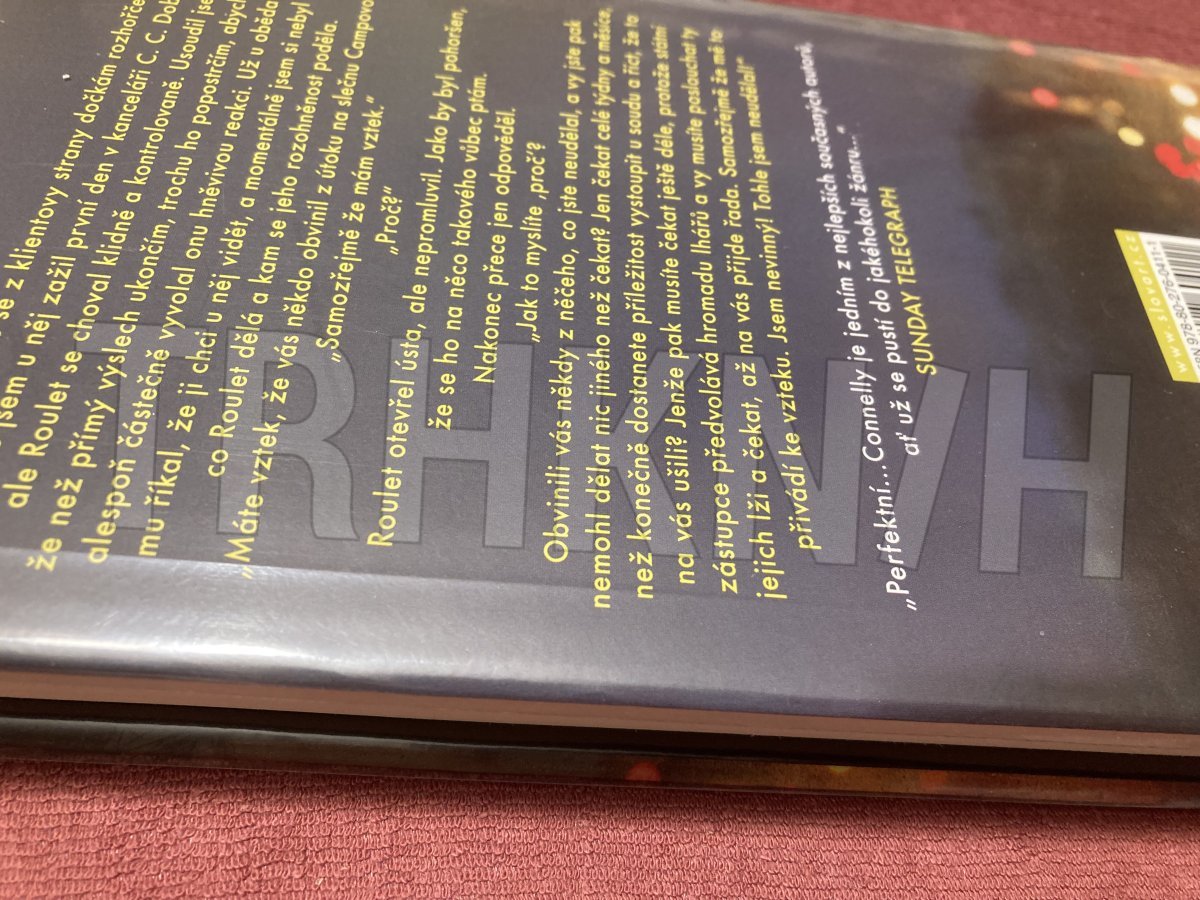 se z klientovy strany dočkám rozhořče
jsem u něj zažil první den v kanceláři C. C. Dob
ale Roulet se choval klidně a kontrolovaně. Usoudil jse
že než přímý výslech ukončím, trochu ho popostrčím, abych
alespoň částečně vyvolal onu hněvivou reakci. Už u oběda
mu říkal, že ji chci u něj vidět, a momentálně jsem si nebyl
co Roulet dělá a kam se jeho rozohněnost poděla.
„Máte vztek, že vás někdo obvinil z útoku na slečnu Campovo
„Samozřejmě že mám vztek.“
„Proč?“
Roulet otevřel ústa, ale nepromluvil. Jako by byl pohoršen,
že se ho na něco takového vůbec ptám.
Nakonec přece jen odpověděl.
„Jak to myslíte ‚proč‘?
Obvinili vás někdy z něčeho, co jste neudělal, a vy jste pak
nemohl dělat nic jiného než čekat? Jen čekat celé týdny a měsíce,
než konečně dostanete příležitost vystoupit u soudu a říct, že to
na vás ušili? Jenže pak musíte čekat ještě déle, protože státní
zástupce předvolává hromadu lhářů a vy musíte poslouchat ty
jejich lži a čekat, až na vás přijde řada. Samozřejmě že mě to
přivádí ke vzteku. Jsem nevinný! Tohle jsem neudělal!“
„Perfektní... Connelly je jedním z nejlepších současných autorů,
ať už se pustí do jakéhokoli žánru...“
SUNDAY TELEGRAPH
www.slovart.cz
TRHKNWH